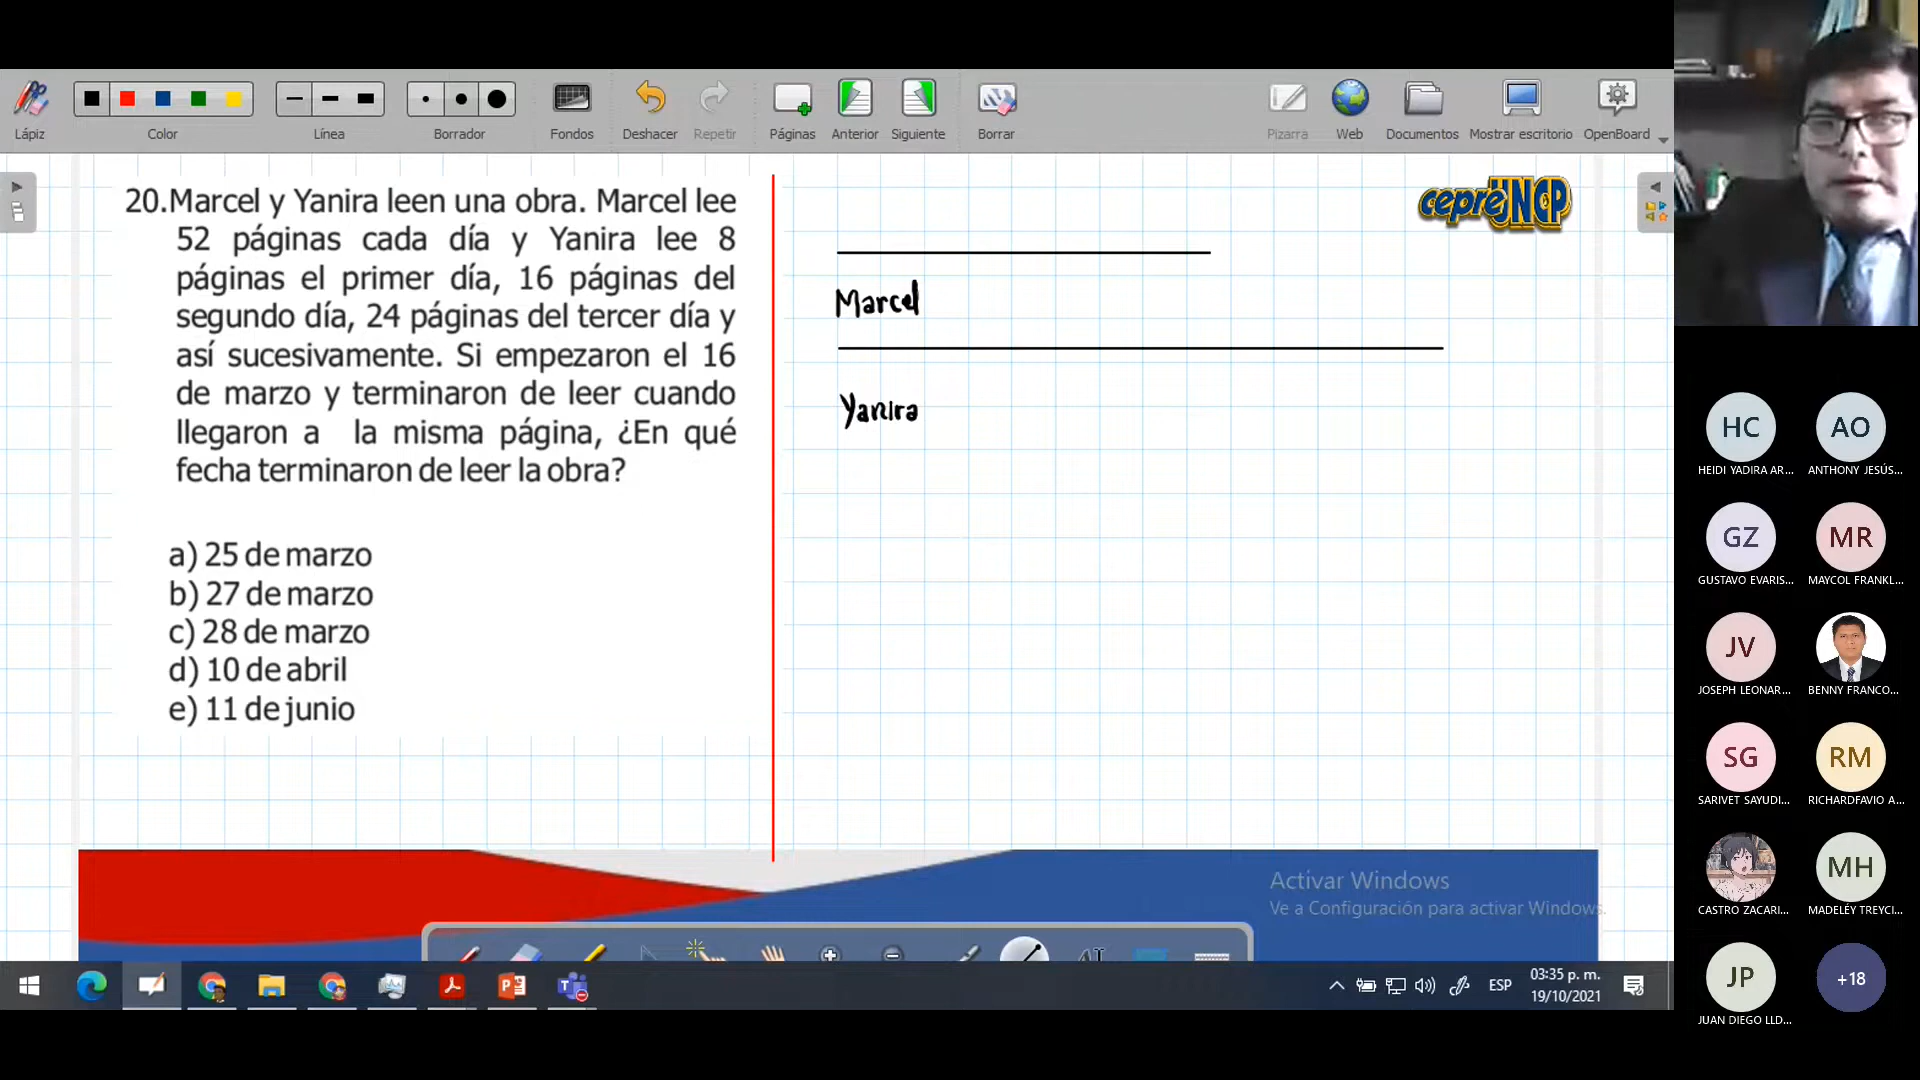 Lápiz
Color
Línea
Borrador
Fondos
Deshacer
Repetir
Páginas
Anterior
Siguiente
Borrar
Pizarra
Web
Documentos
Mostrar escritorio
OpenBoard
20.Marcel y Yanira leen una obra. Marcel lee
52 páginas cada día y Yanira lee 8
páginas el primer día, 16 páginas del
segundo día, 24 páginas del tercer día y
así sucesivamente. Si empezaron el 16
de marzo y terminaron de leer cuando
llegaron a la misma página, ¿En qué
fecha terminaron de leer la obra?
a) 25 de marzo
b) 27 de marzo
c) 28 de marzo
d) 10 de abril
e) 11 de junio
cepreUNCP
Marcel
Yanira
Activar Windows
Ve a Configuración para activar Windows.
ESP
03:35 p. m.
19/10/2021
HC
HEIDI YADIRA AR...
AO
ANTHONY JESÚS...
GZ
GUSTAVO EVARIS...
MR
MAYCOL FRANKL...
JV
JOSEPH LEONAR...
BENNY FRANCO...
SG
SARIVET SAYUDI...
RM
RICHARDFAVIO A...
CASTRO ZACARI...
MH
MADELÉY TREYCI...
JP
JUAN DIEGO LLD...
+18